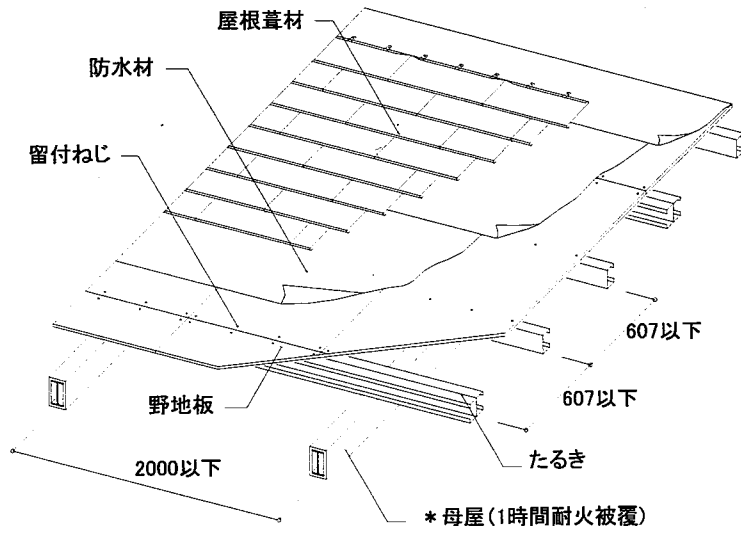 屋根葺材
防水材
留付ねじ
607以下
607以下
野地板
たるき
2000以下
*母屋(1時間耐火被覆)